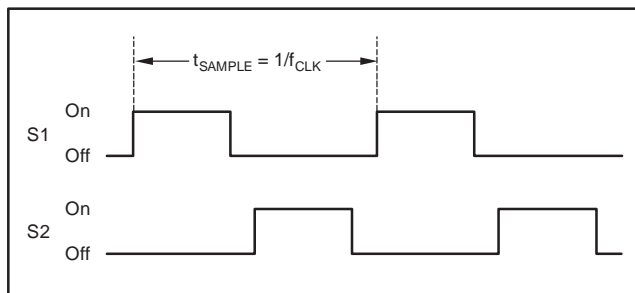 tSAMPLE = 1/fCLK
On
S1
Off
On
S2
Off